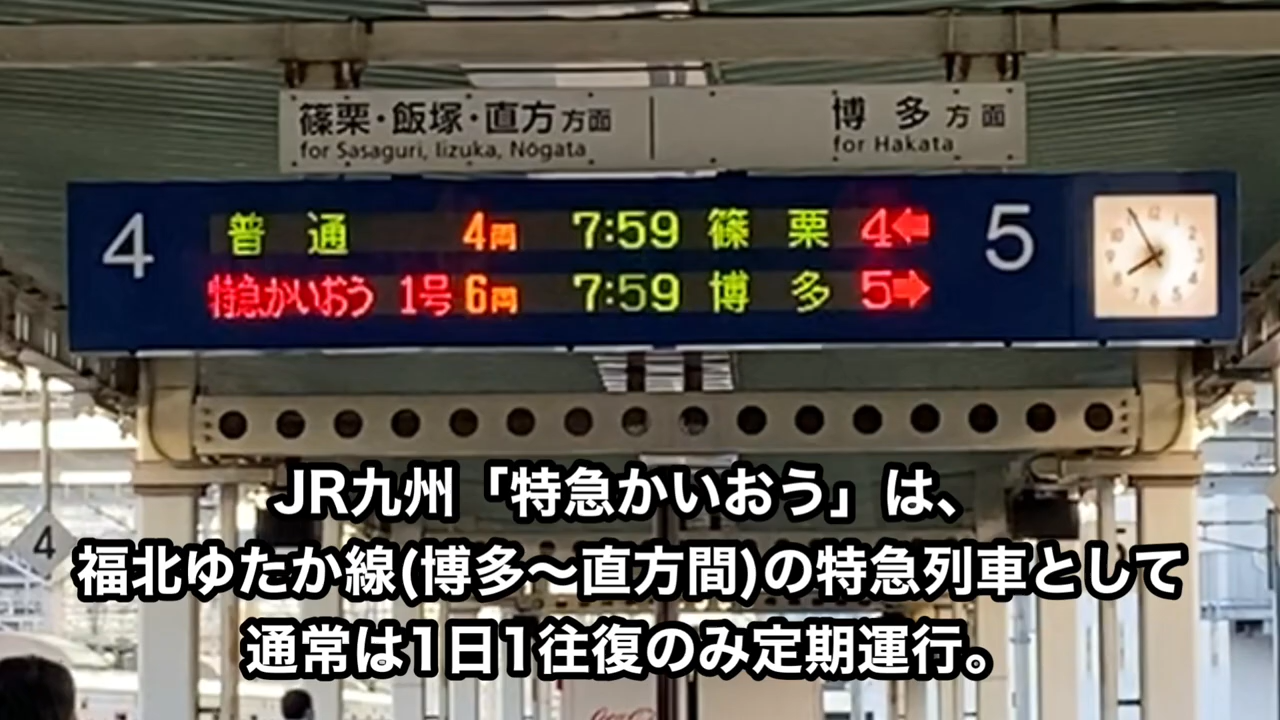 篠栗・飯塚・直方方面 博多方面
for Sasaguri, Iizuka, Nōgata for Hakata
4 普通 4両 7:59 篠栗 4← 5
特急かいおう 1号 6両 7:59 博多 5→
4
JR九州「特急かいおう」は、
福北ゆたか線(博多〜直方間)の特急列車として
通常は1日1往復のみ定期運行。